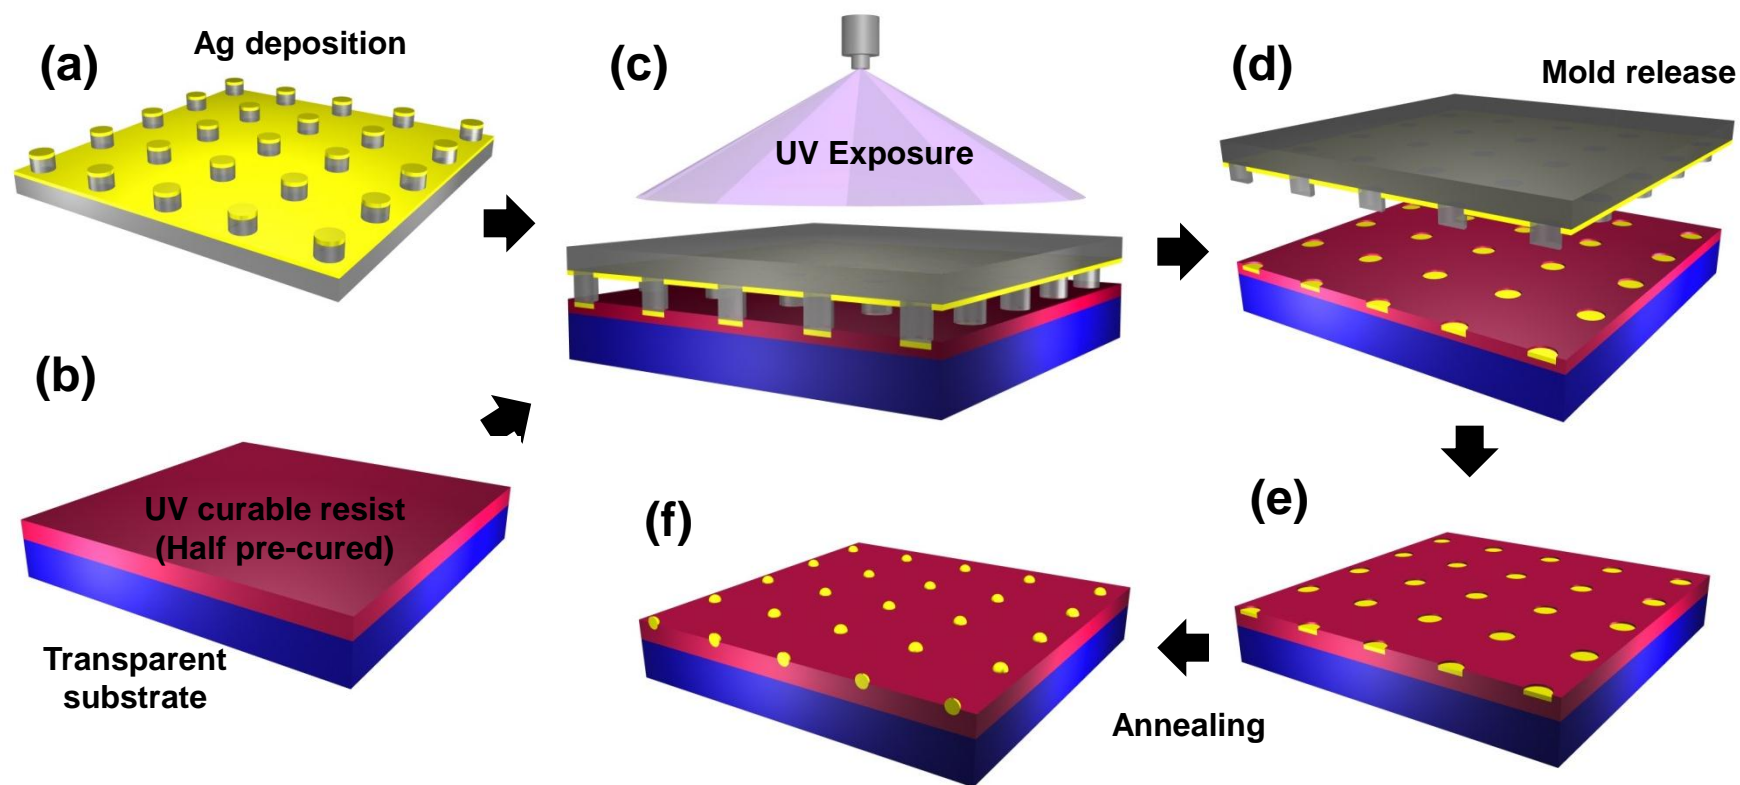 (a)
Ag deposition
(b)
UV curable resist
(Half pre-cured)
Transparent
substrate
(c)
UV Exposure
(d)
Mold release
(e)
Annealing
(f)